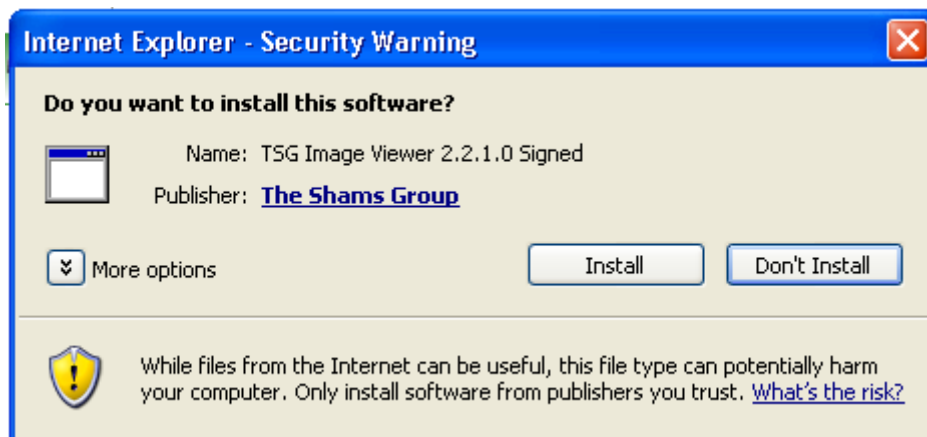 Internet Explorer - Security Warning
Do you want to install this software?
Name: TSG Image Viewer 2.2.1.0 Signed
Publisher: The Shams Group
More options
Install
Don't Install
While files from the Internet can be useful, this file type can potentially harm
your computer. Only install software from publishers you trust. What's the risk?